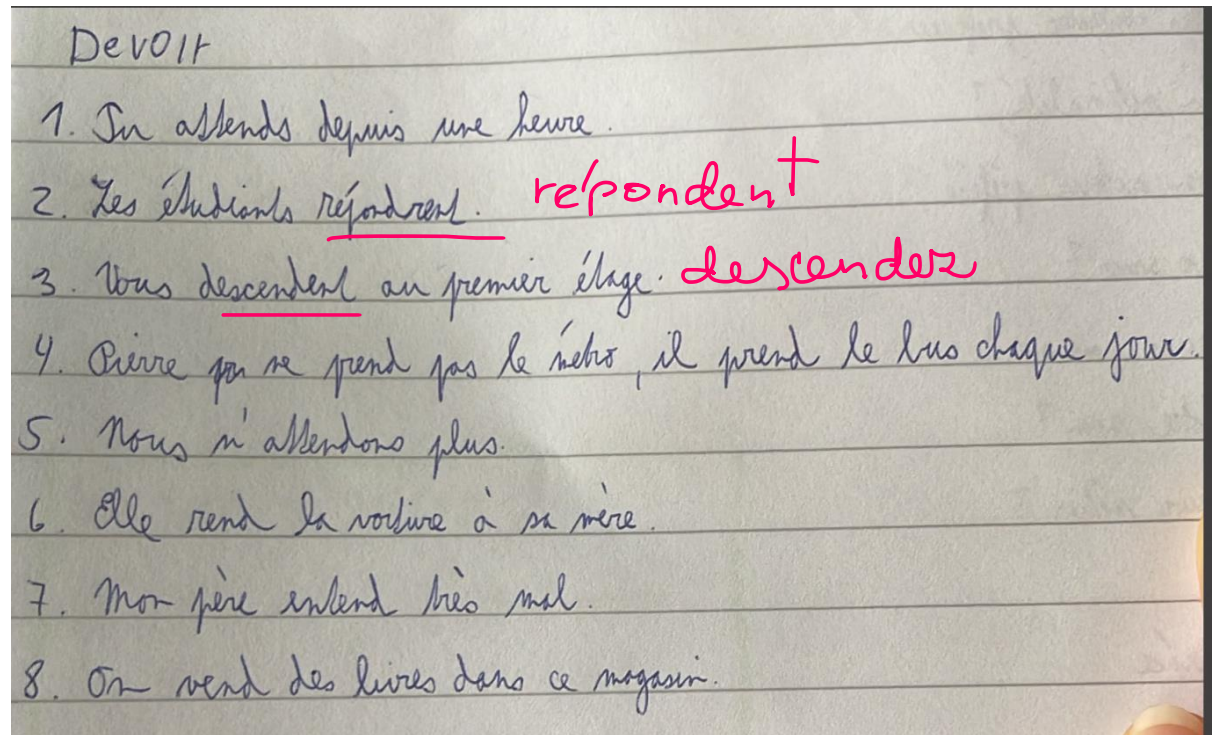 Devoir
1. Tu attends depuis une heure.
2. Les étudiants répondrent. répondent
3. Vous descendent au premier étage. descendez
4. Pierre ne prend pas le métro, il prend le bus chaque jour.
5. Nous n'attendons plus.
6. Elle rend la voiture à sa mère.
7. Mon père entend très mal.
8. On vend des livres dans ce magasin.